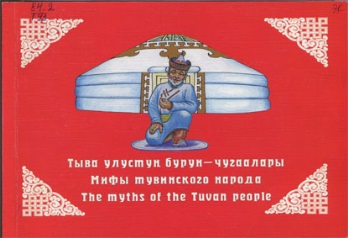 Тыва улустуң бурун—чугаалары
Мифы тувинского народа
The myths of the Tuvan people